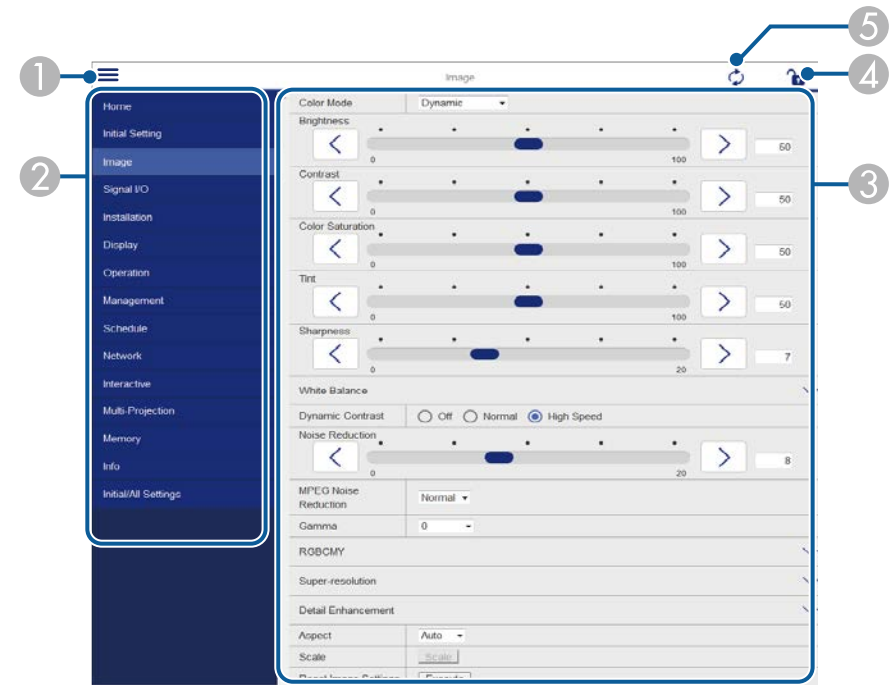 5
1
Image
4
2
3
Home
Initial Setting
Image
Signal I/O
Installation
Display
Operation
Management
Schedule
Network
Interactive
Multi-Projection
Memory
Info
Initial/All Settings
Color Mode Dynamic
Brightness
0 100 50
Contrast
0 100 50
Color Saturation
0 100 50
Tint
0 100 50
Sharpness
0 20 7
White Balance
Dynamic Contrast Off Normal High Speed
Noise Reduction
0 20 8
MPEG Noise
Reduction Normal
Gamma 0
RGBCMY
Super-resolution
Detail Enhancement
Aspect Auto
Scale Scale
Reset Image Settings Execute